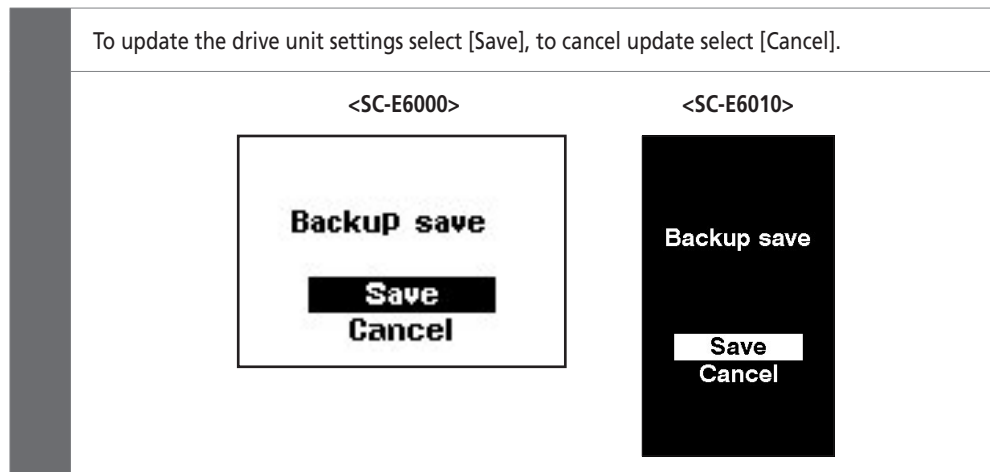 To update the drive unit settings select [Save], to cancel update select [Cancel].
<SC-E6000>
Backup save
Save
Cancel
<SC-E6010>
Backup save
Save
Cancel